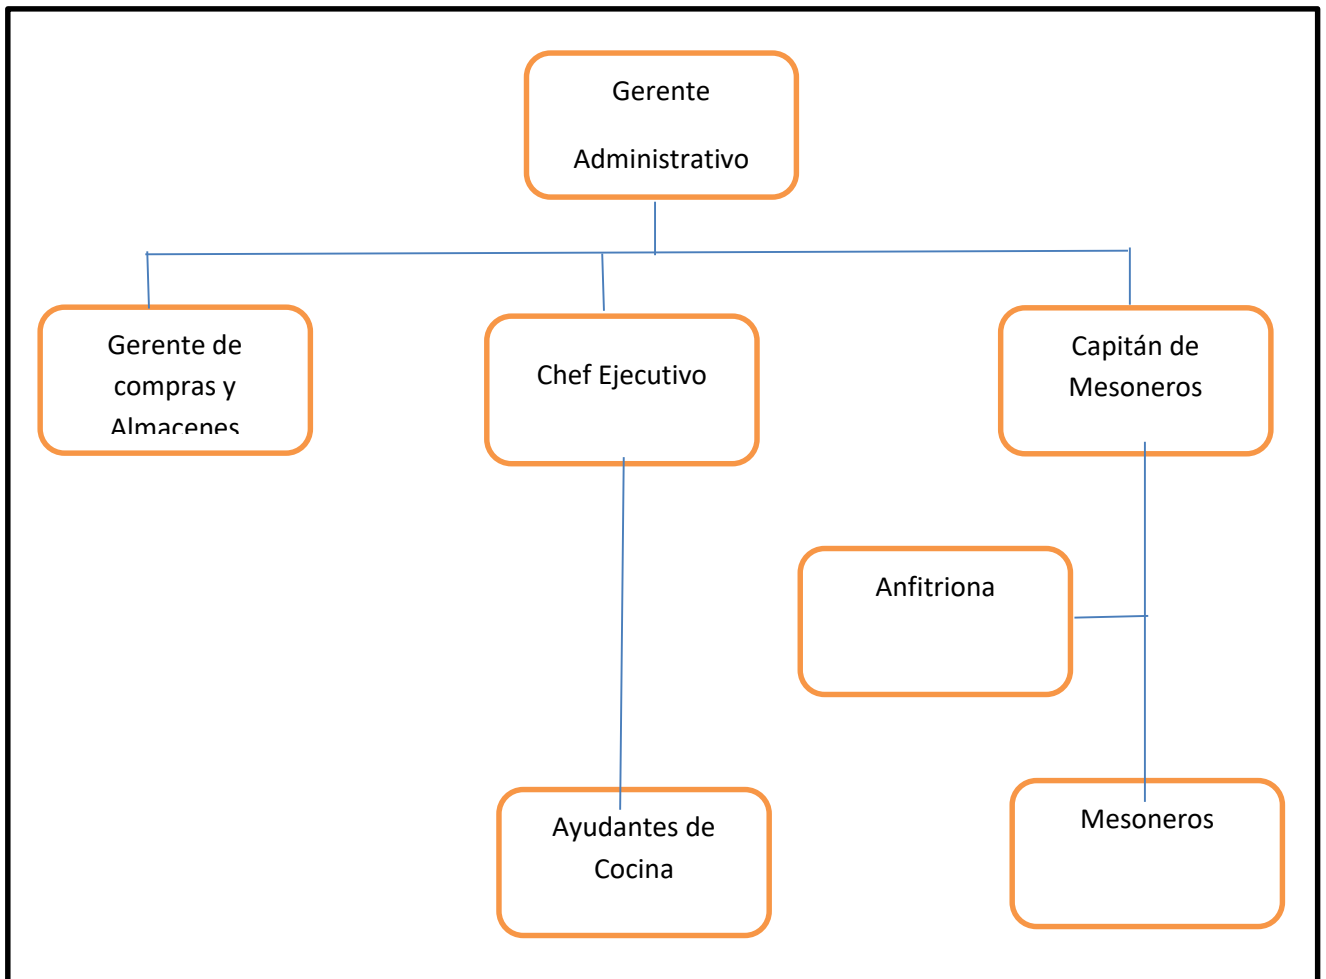 Gerente
Administrativo
Gerente de
compras y
Almacenes
Chef Ejecutivo
Capitán de
Mesoneros
Anfitriona
Ayudantes de
Cocina
Mesoneros